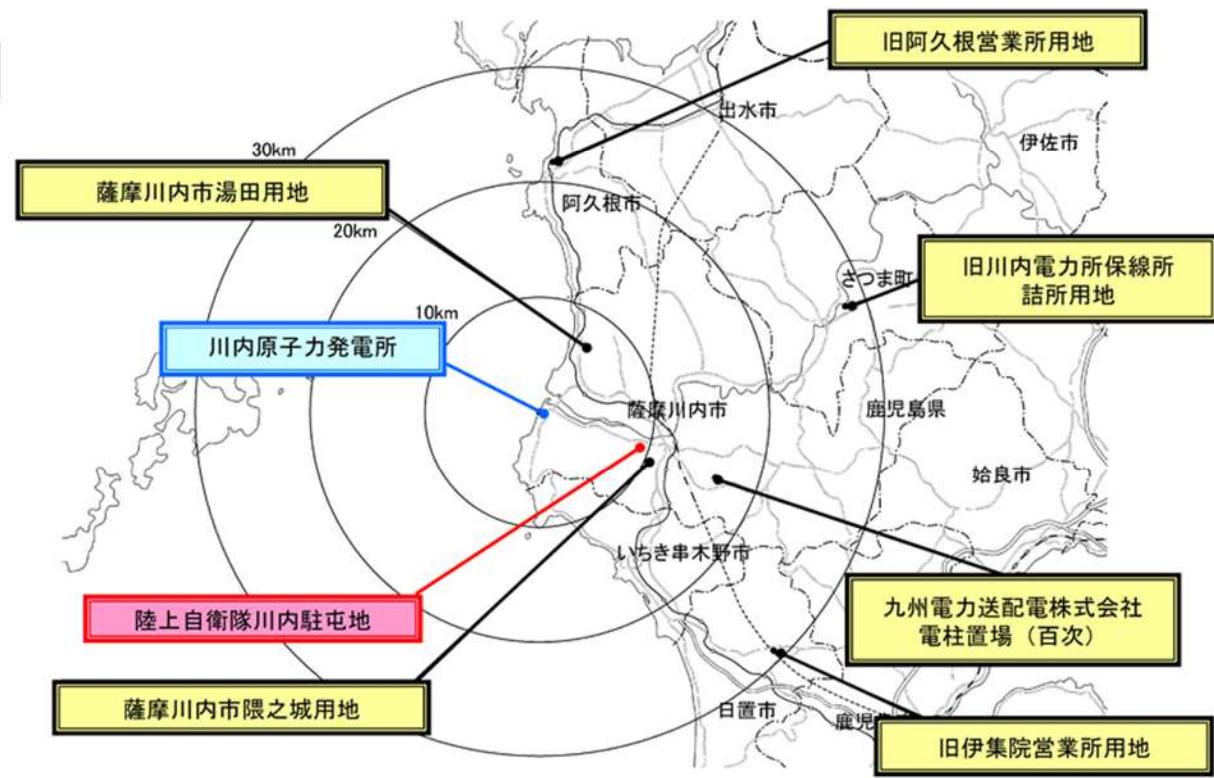 旧阿久根営業所用地
出水市
伊佐市
30km
薩摩川内市湯田用地
阿久根市
20km
旧川内電力所保線所
詰所用地
さつま町
10km
川内原子力発電所
薩摩川内市
鹿児島県
姶良市
いちき串木野市
陸上自衛隊川内駐屯地
九州電力送配電株式会社
電柱置場（百次）
薩摩川内市隈之城用地
日置市
鹿児
旧伊集院営業所用地